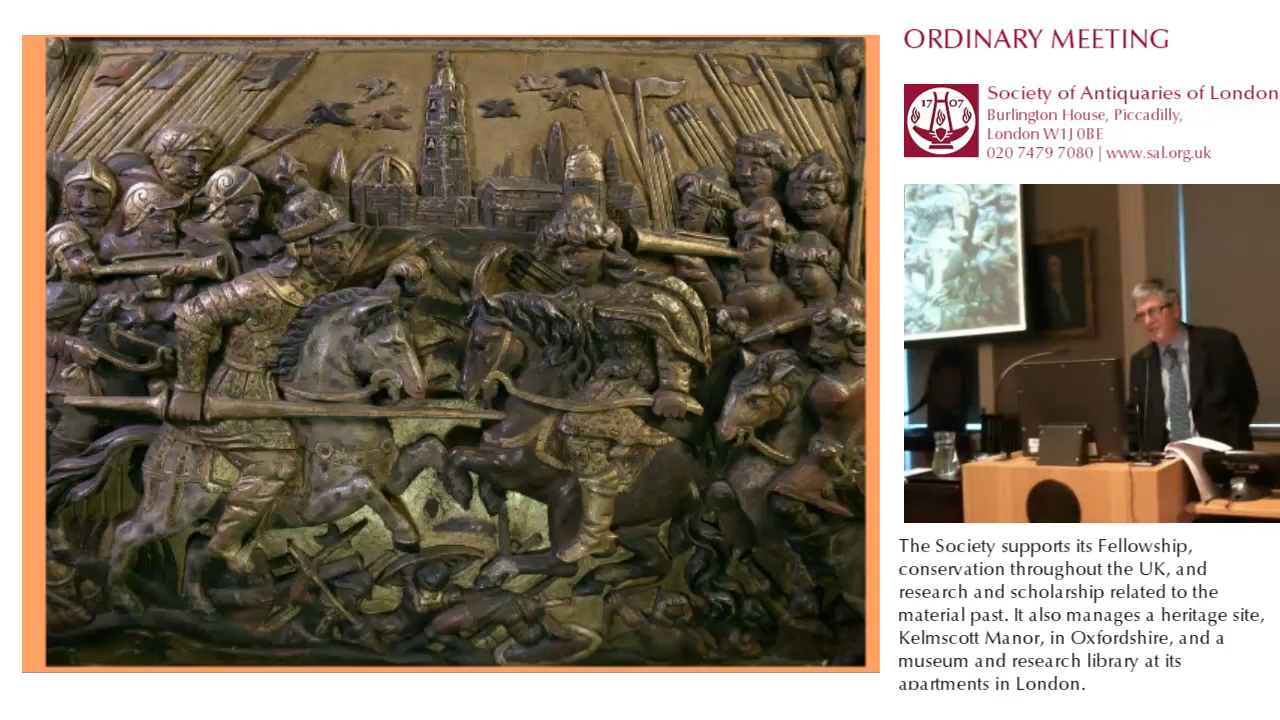 ORDINARY MEETING
Society of Antiquaries of London
Burlington House, Piccadilly,
London W1J 0BE
020 7479 7080 | www.sal.org.uk
17 07
The Society supports its Fellowship,
conservation throughout the UK, and
research and scholarship related to the
material past. It also manages a heritage site,
Kelmscott Manor, in Oxfordshire, and a
museum and research library at its
apartments in London.